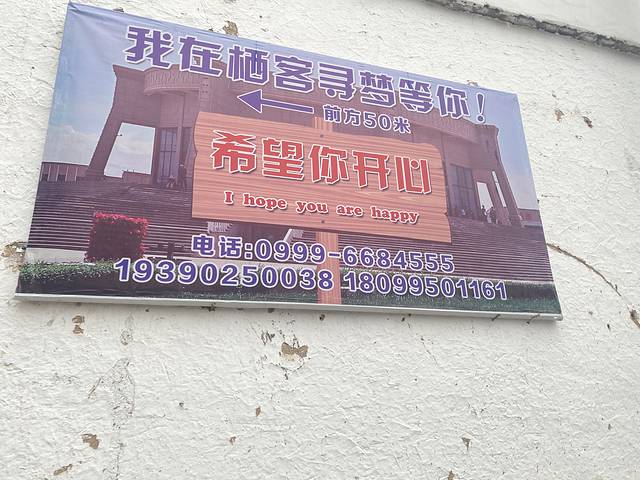 我在栖客寻梦等你！
前方50米
希望你开心
I hope you are happy
电话:0999-6684555
19390250038 18099501161